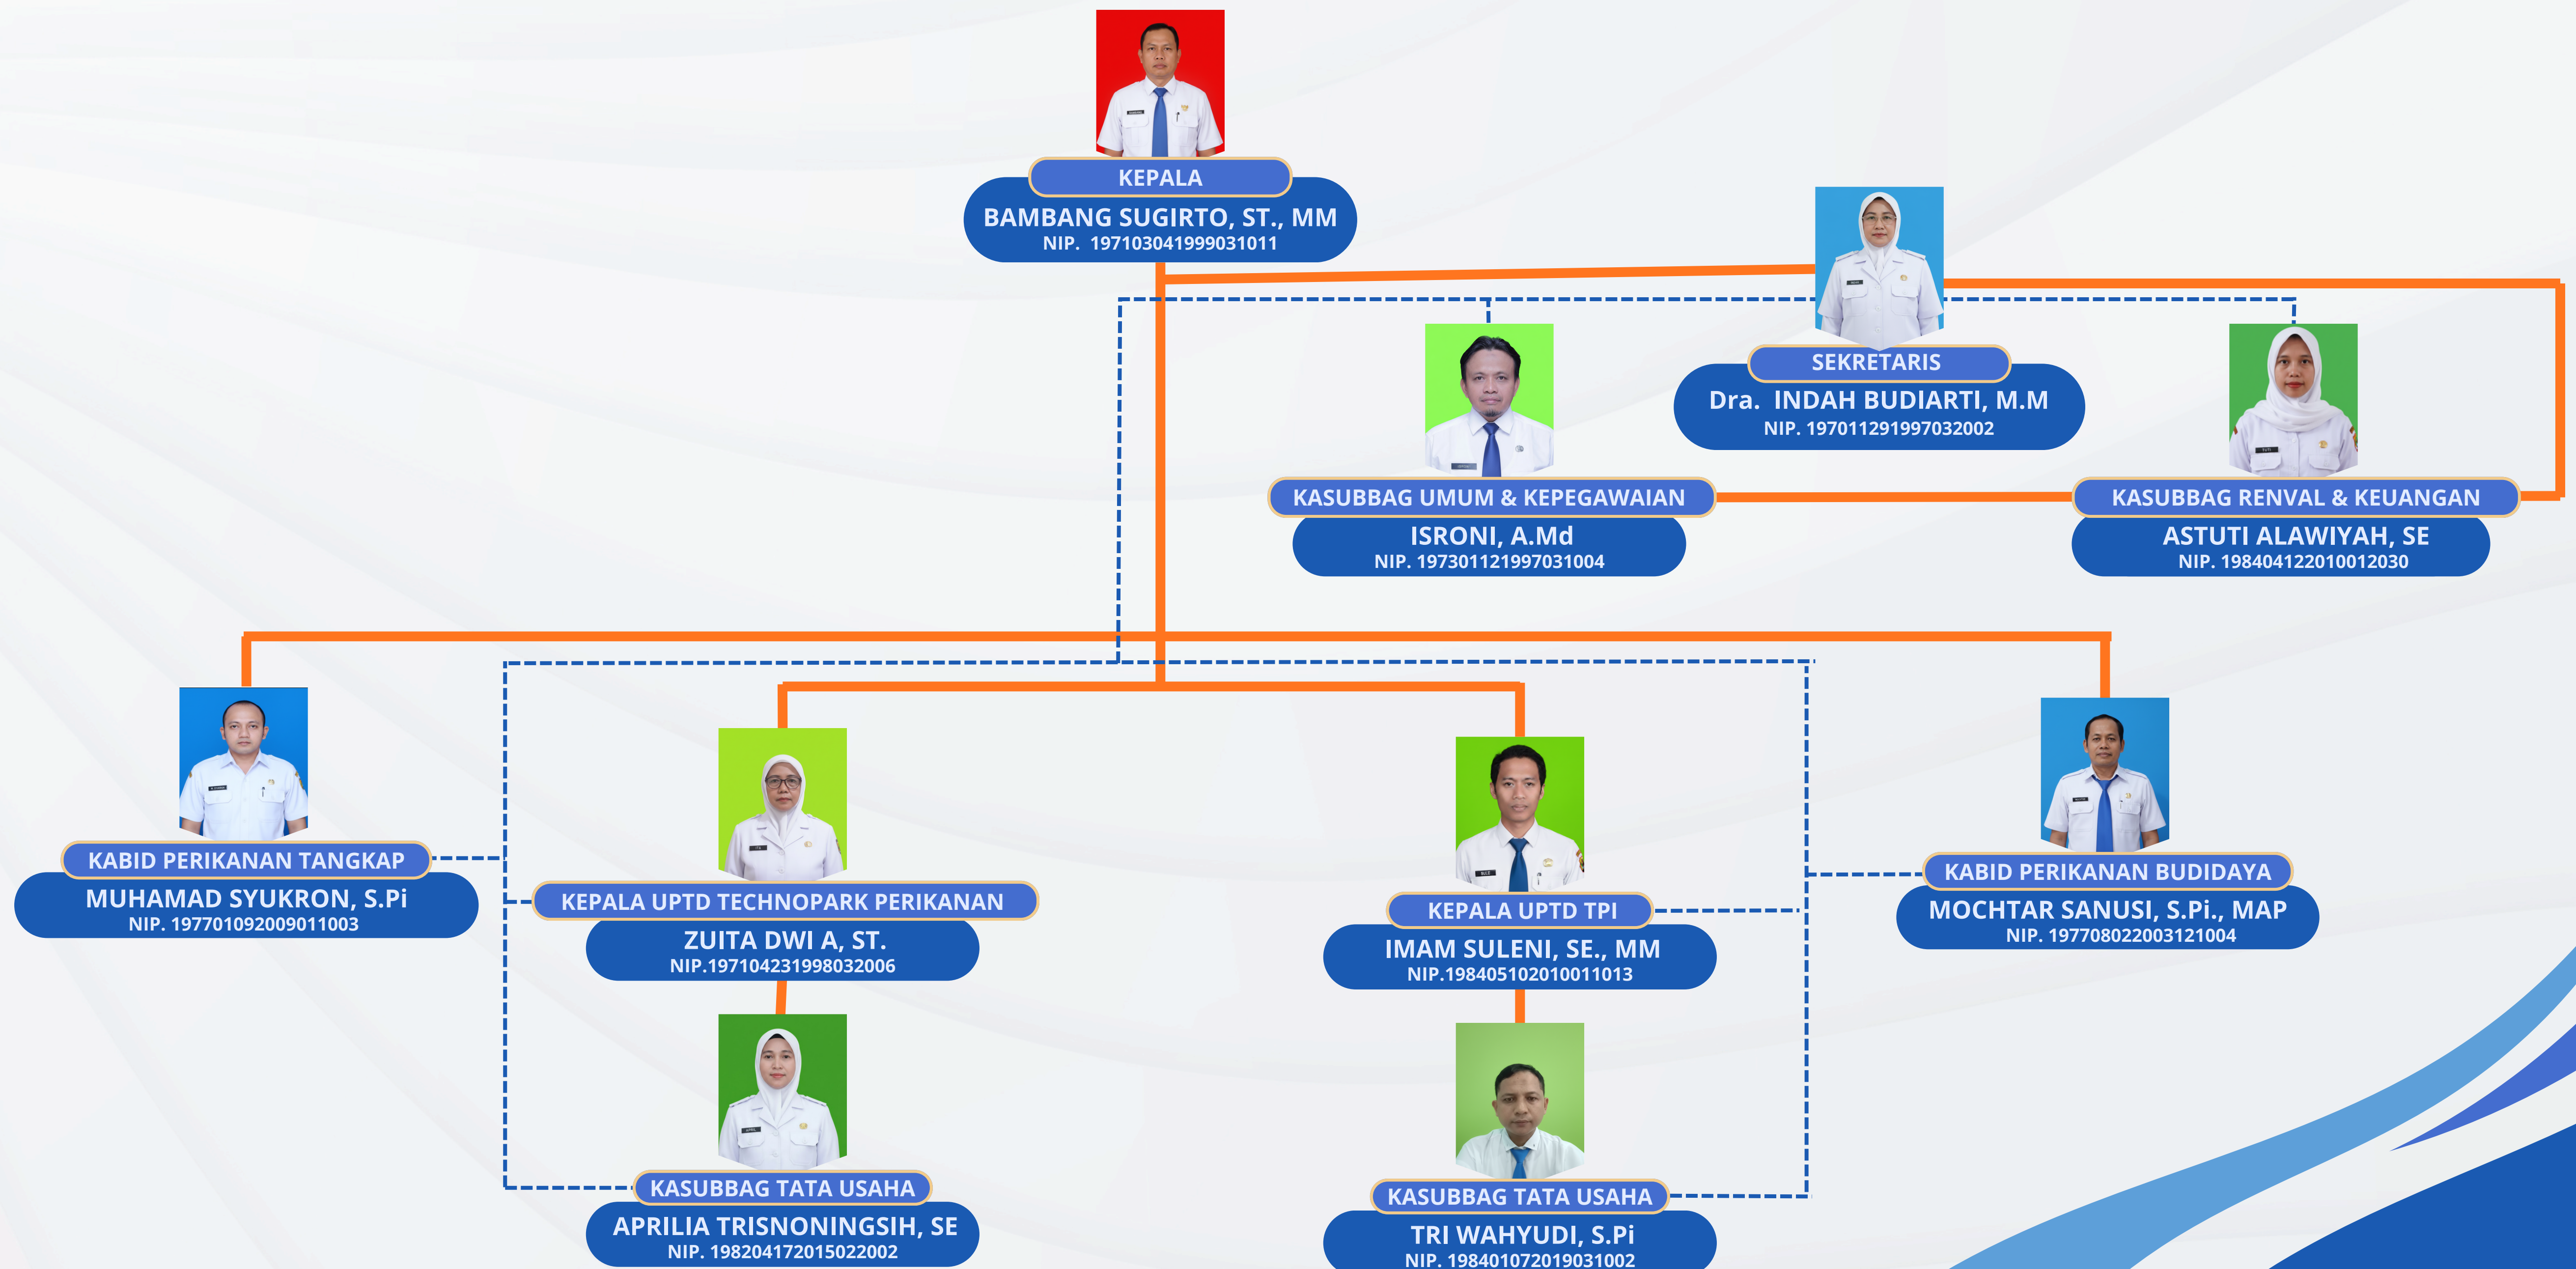 KEPALA
BAMBANG SUGIRTO, ST., MM
NIP.  197103041999031011
SEKRETARIS
Dra.  INDAH BUDIARTI, M.M
NIP. 197011291997032002
KASUBBAG UMUM & KEPEGAWAIAN
ISRONI, A.Md
NIP. 197301121997031004
KASUBBAG RENVAL & KEUANGAN
ASTUTI ALAWIYAH, SE
NIP. 198404122010012030
KABID PERIKANAN TANGKAP
MUHAMAD SYUKRON, S.Pi
NIP. 197701092009011003
KEPALA UPTD TECHNOPARK PERIKANAN
ZUITA DWI A, ST.
NIP.197104231998032006
KEPALA UPTD TPI
IMAM SULENI, SE., MM
NIP.198405102010011013
KABID PERIKANAN BUDIDAYA
MOCHTAR SANUSI, S.Pi., MAP
NIP. 197708022003121004
KASUBBAG TATA USAHA
APRILIA TRISNONINGSIH, SE
NIP. 198204172015022002
KASUBBAG TATA USAHA
TRI WAHYUDI, S.Pi
NIP. 198401072019031002